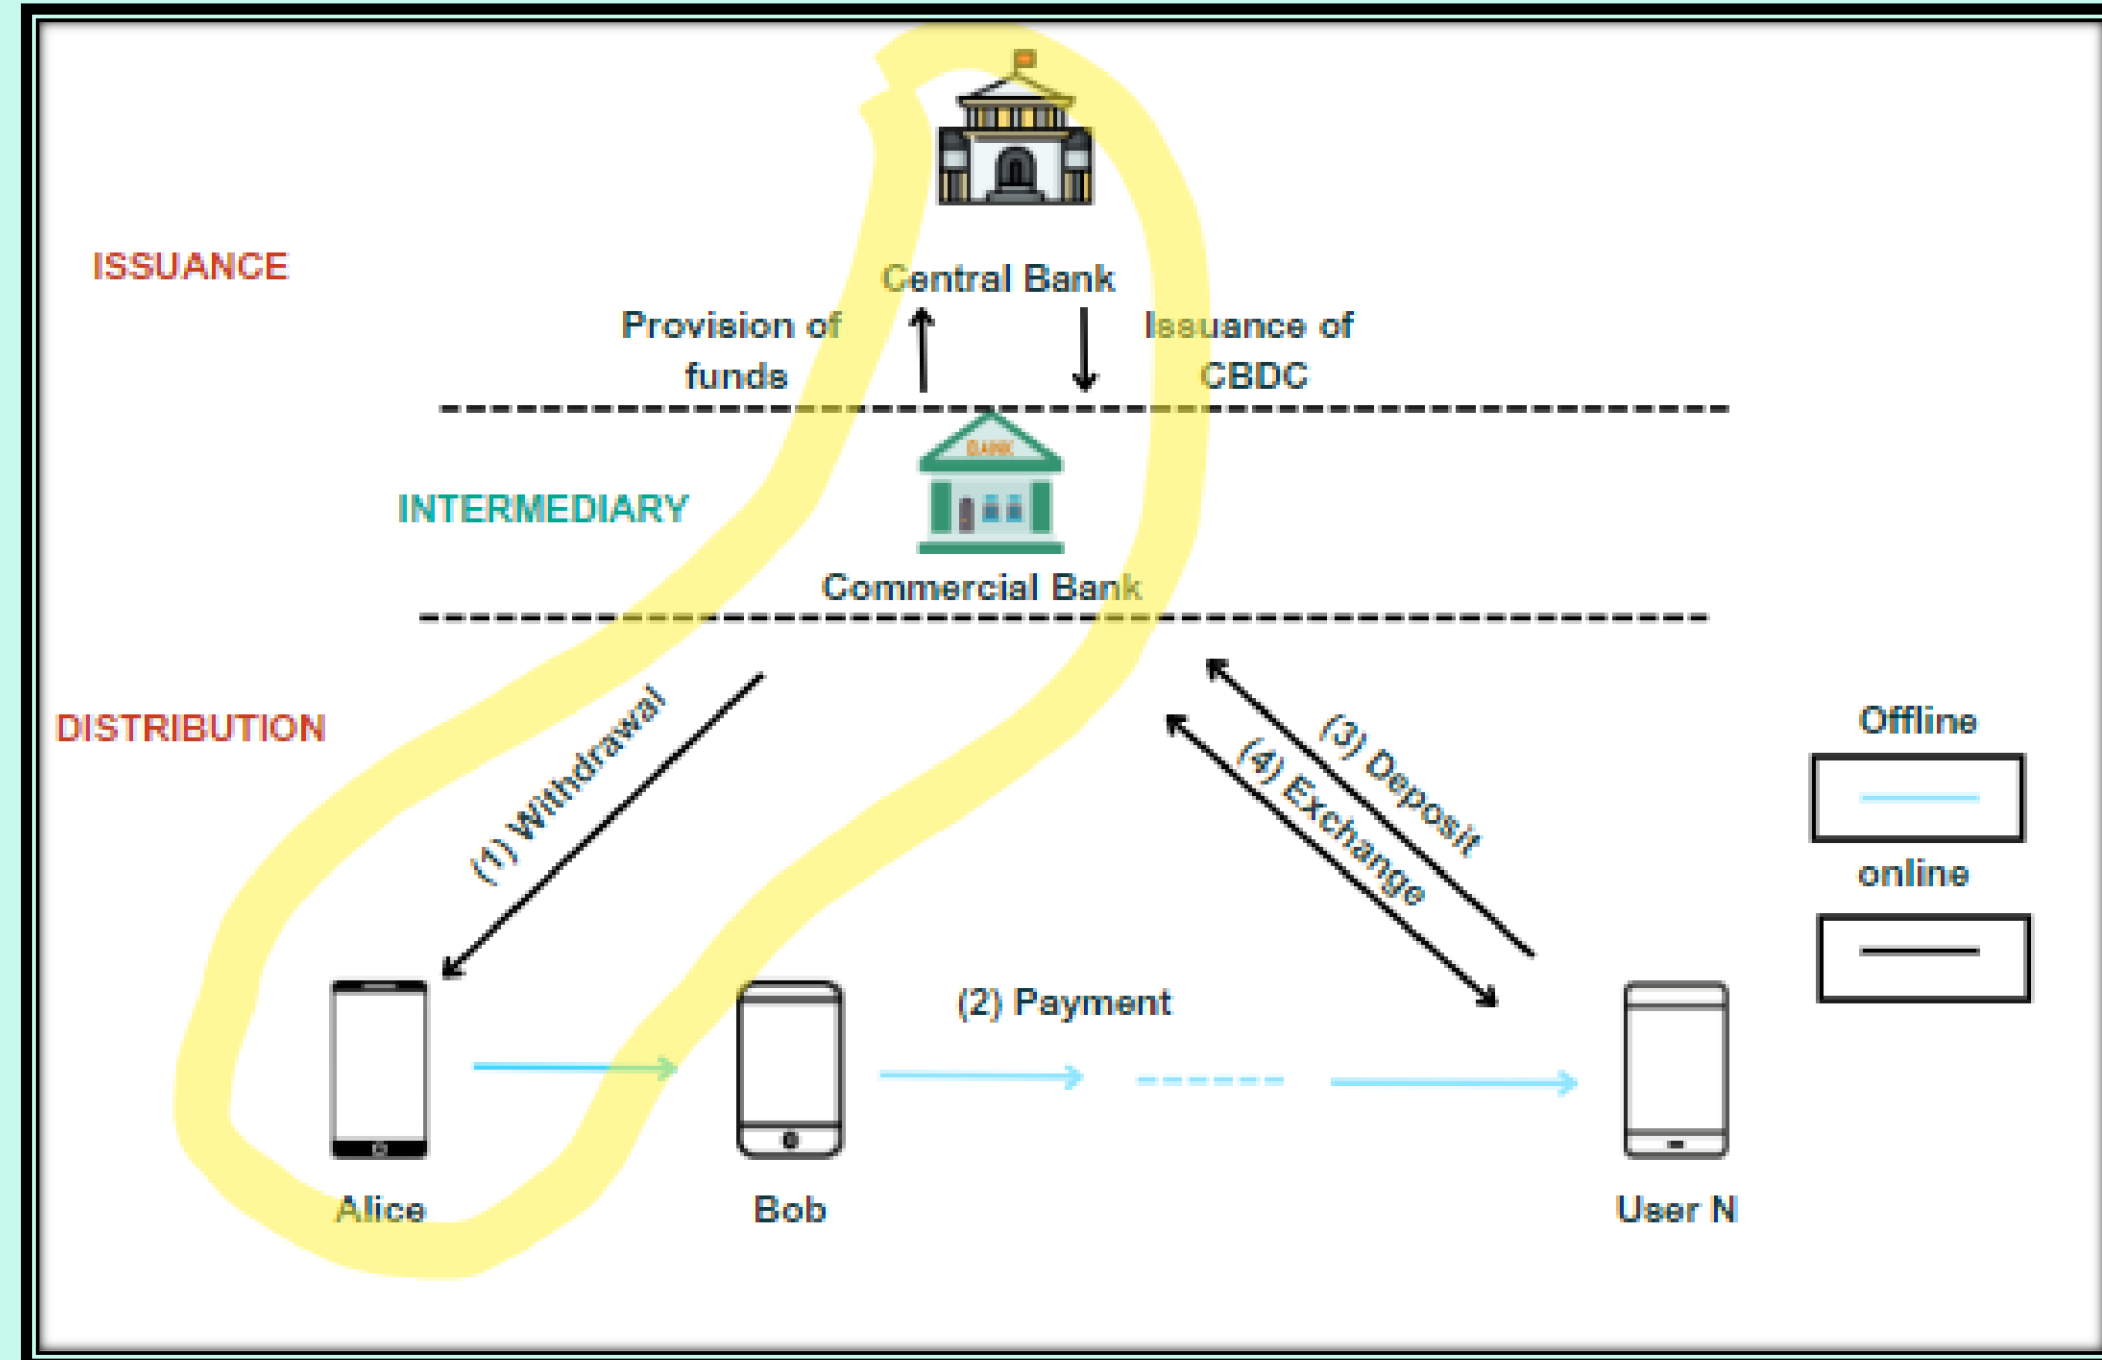 ISSUANCE
Central Bank
Provision of
funds
Issuance of
CBDC
BANK
INTERMEDIARY
Commercial Bank
DISTRIBUTION
(1) Withdrawal
(3) Deposit
(4) Exchange
Offline
online
(2) Payment
Alice
Bob
User N